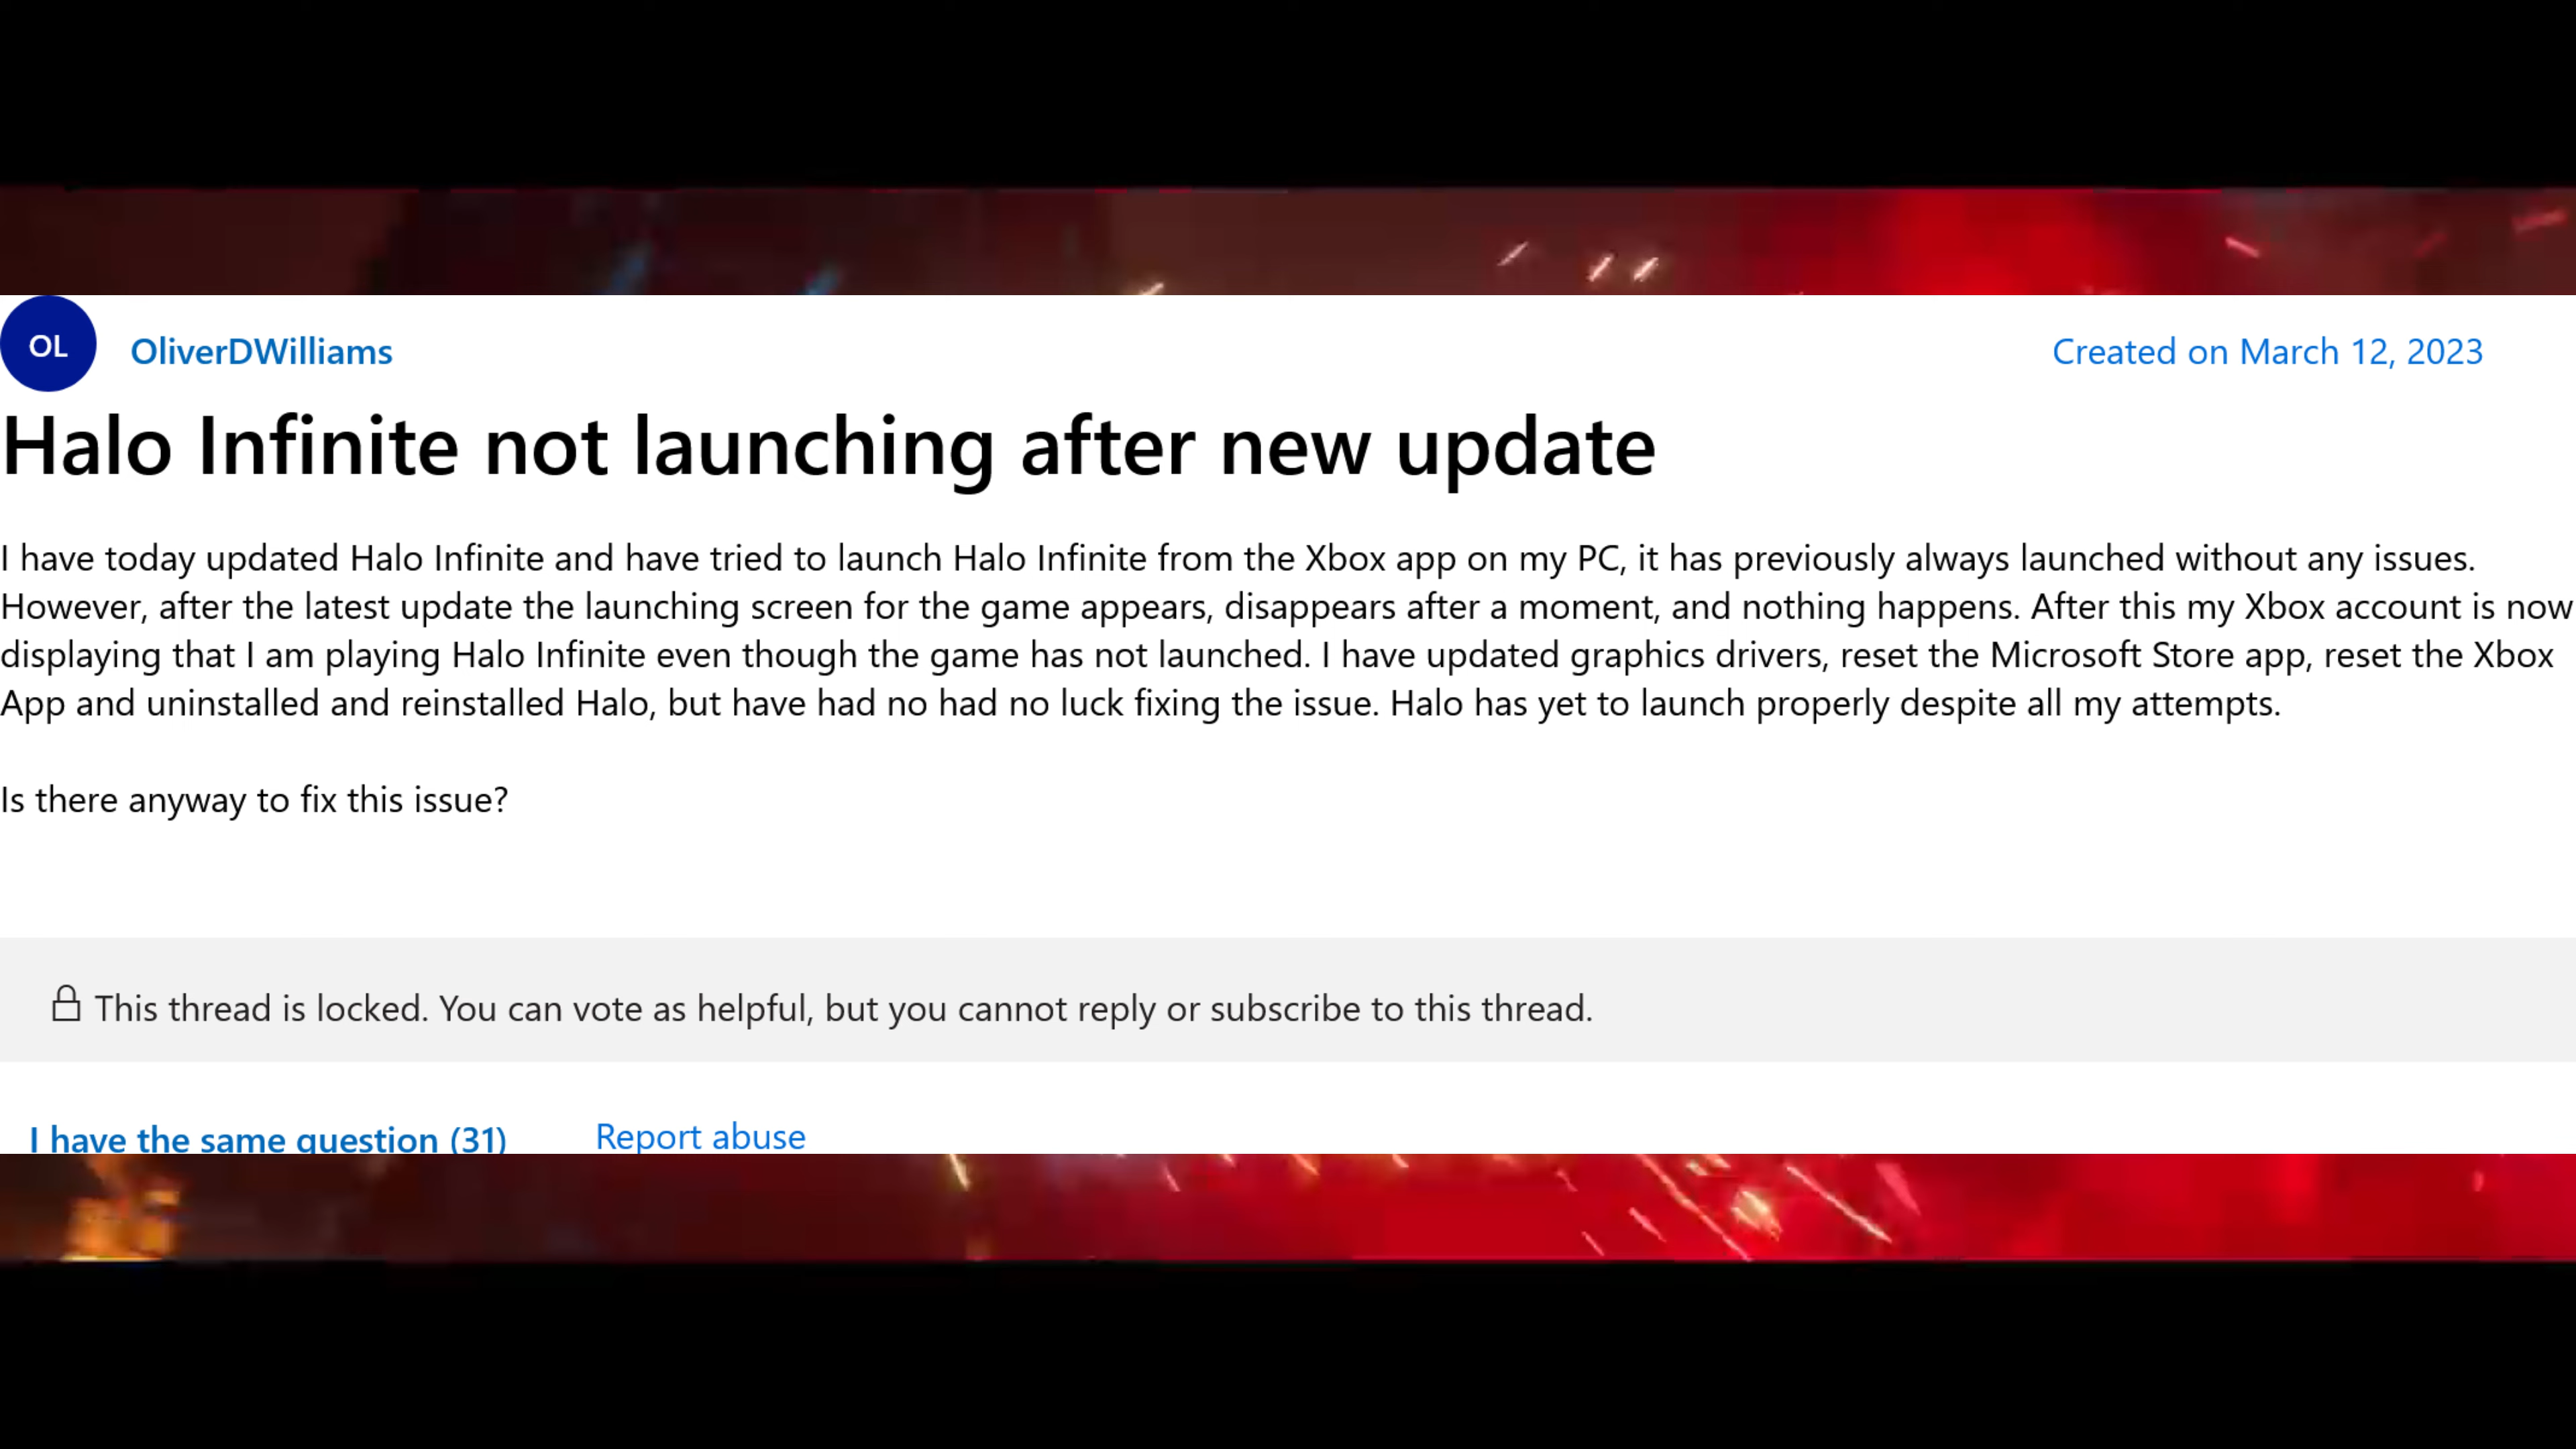 OL
OliverDWilliams
Created on March 12, 2023
Halo Infinite not launching after new update
I have today updated Halo Infinite and have tried to launch Halo Infinite from the Xbox app on my PC, it has previously always launched without any issues.
However, after the latest update the launching screen for the game appears, disappears after a moment, and nothing happens. After this my Xbox account is now
displaying that I am playing Halo Infinite even though the game has not launched. I have updated graphics drivers, reset the Microsoft Store app, reset the Xbox
App and uninstalled and reinstalled Halo, but have had no had no luck fixing the issue. Halo has yet to launch properly despite all my attempts.
Is there anyway to fix this issue?
This thread is locked. You can vote as helpful, but you cannot reply or subscribe to this thread.
I have the same question (31)
Report abuse